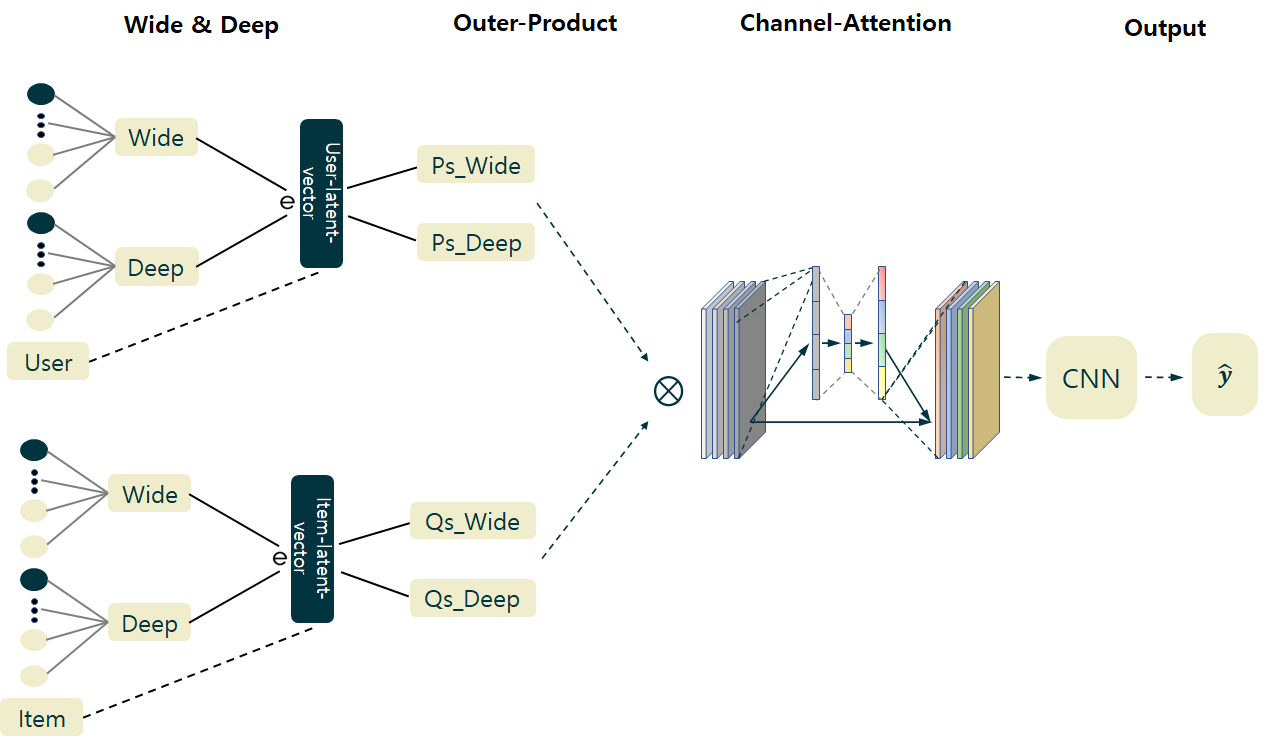 Wide & Deep
Outer-Product
Channel-Attention
Output
Wide
Deep
User
e
User-latent-
vector
Ps_Wide
Ps_Deep
Wide
Deep
Item
e
Item-latent-
vector
Qs_Wide
Qs_Deep
CNN
ŷ